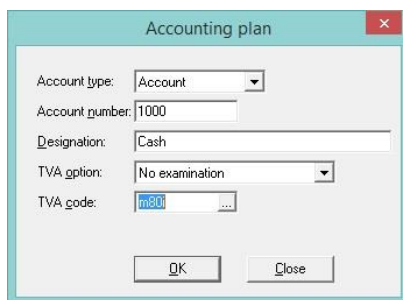 Accounting plan
Account type: Account
Account number: 1000
Designation: Cash
TVA option: No examination
TVA code: m80i ...
OK Close